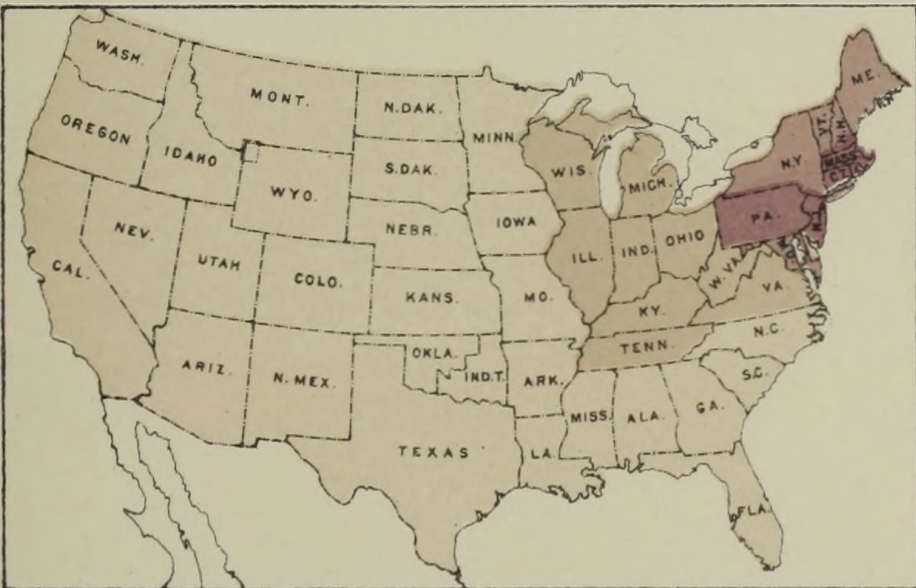 WASH.
OREGON
IDAHO
MONT.
N.DAK.
S.DAK.
MINN.
WIS.
MICH.
WYO.
NEBR.
IOWA
NEV.
UTAH
COLO.
KANS.
MO.
ILL.
IND.
OHIO
CAL.
ARIZ.
N.MEX.
OKLA.
IND.T.
ARK.
KY.
TENN.
W.VA.
VA.
N.C.
S.C.
TEXAS
LA.
MISS.
ALA.
GA.
FLA.
ME.
VT.
N.H.
N.Y.
MASS.
CT.
R.I.
PA.
N.J.